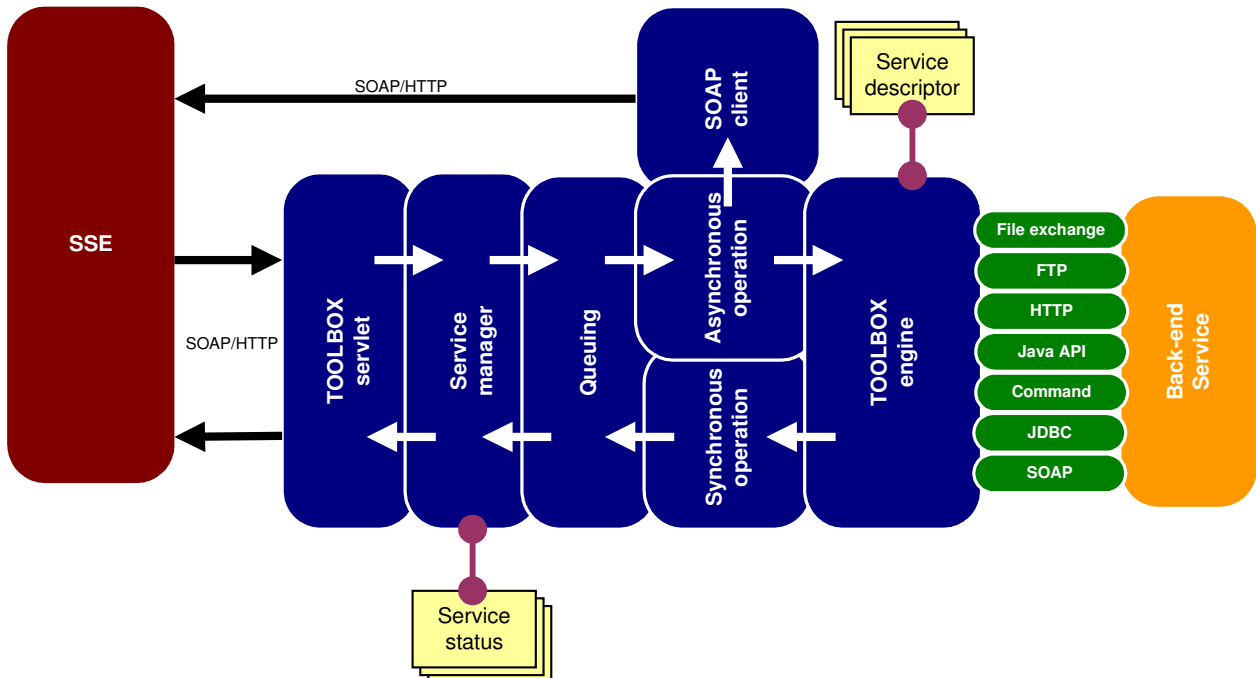 Service
descriptor
SOAP/HTTP
SOAP
client
SSE
SOAP/HTTP
TOOLBOX
servlet
Service
manager
Queuing
Asynchronous
operation
Synchronous
operation
TOOLBOX
engine
File exchange
FTP
HTTP
Java API
Command
JDBC
SOAP
Back-end
Service
Service
status